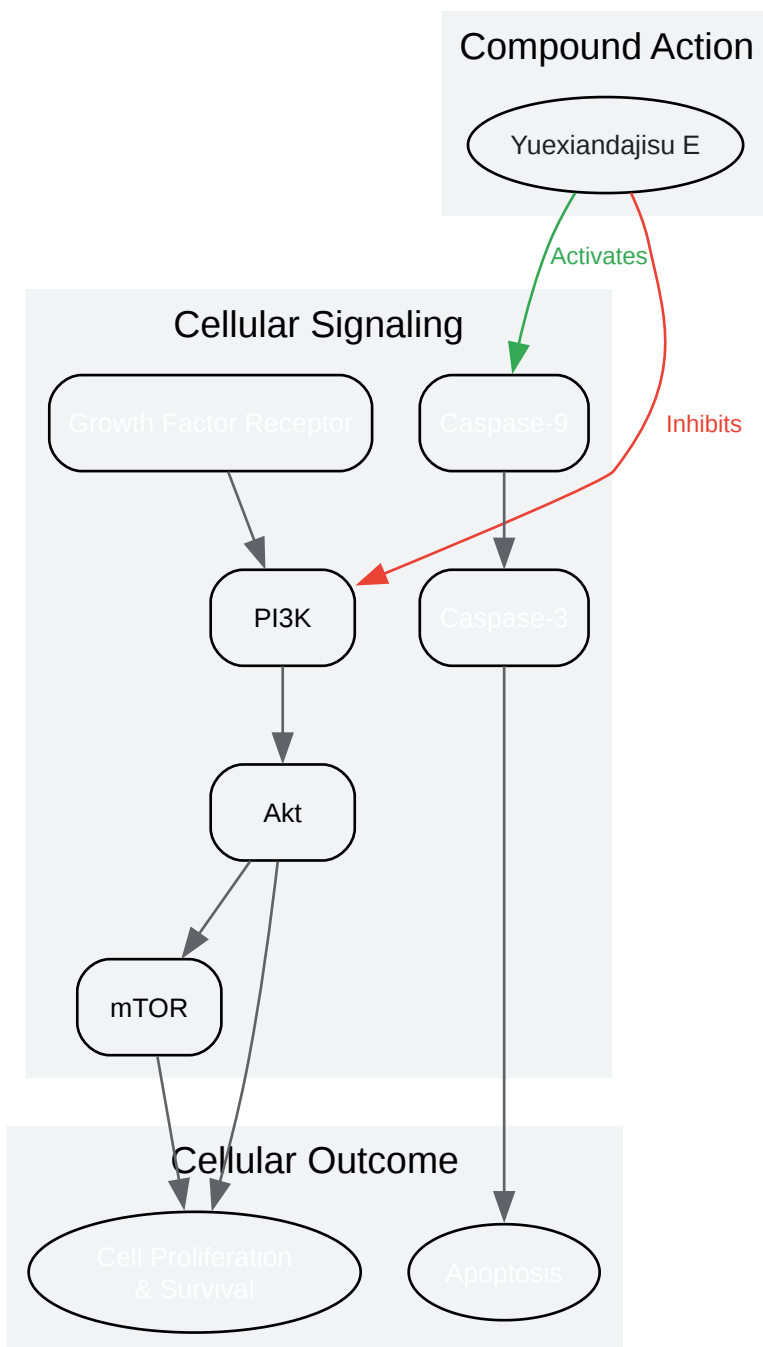 Compound Action
Yuexiandajisu E
Activates
Cellular Signaling
Growth Factor Receptor
Caspase-9
Inhibits
PI3K
Caspase-3
Akt
mTOR
Cellular Outcome
Cell Proliferation
& Survival
Apoptosis